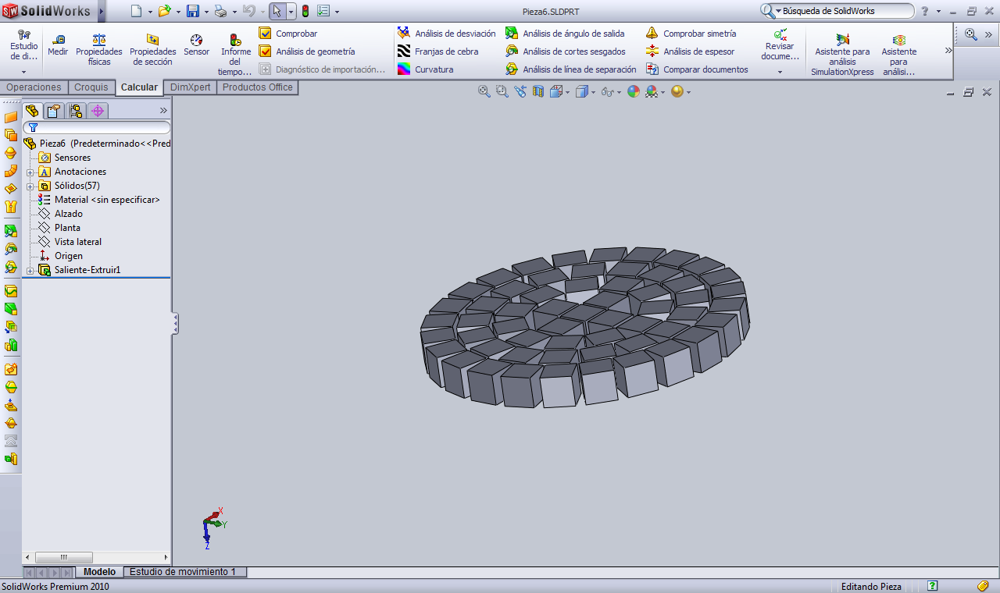 SW SolidWorks
Pieza6.SLDPRT
Búsqueda de SolidWorks
Estudio de di...
Medir
Propiedades físicas
Propiedades de sección
Sensor
Informe del tiempo...
Comprobar
Análisis de geometría
Diagnóstico de importación...
Análisis de desviación
Franjas de cebra
Curvatura
Análisis de ángulo de salida
Análisis de cortes sesgados
Análisis de línea de separación
Comprobar simetría
Análisis de espesor
Comparar documentos
Revisar docume...
Asistente para análisis SimulationXpress
Asistente para análisi...
Operaciones
Croquis
Calcular
DimXpert
Productos Office
Pieza6 (Predeterminado<<Pred
Sensores
Anotaciones
Sólidos(57)
Material <sin especificar>
Alzado
Planta
Vista lateral
Origen
Saliente-Extruir1
X
Y
Z
Modelo
Estudio de movimiento 1
SolidWorks Premium 2010
Editando Pieza